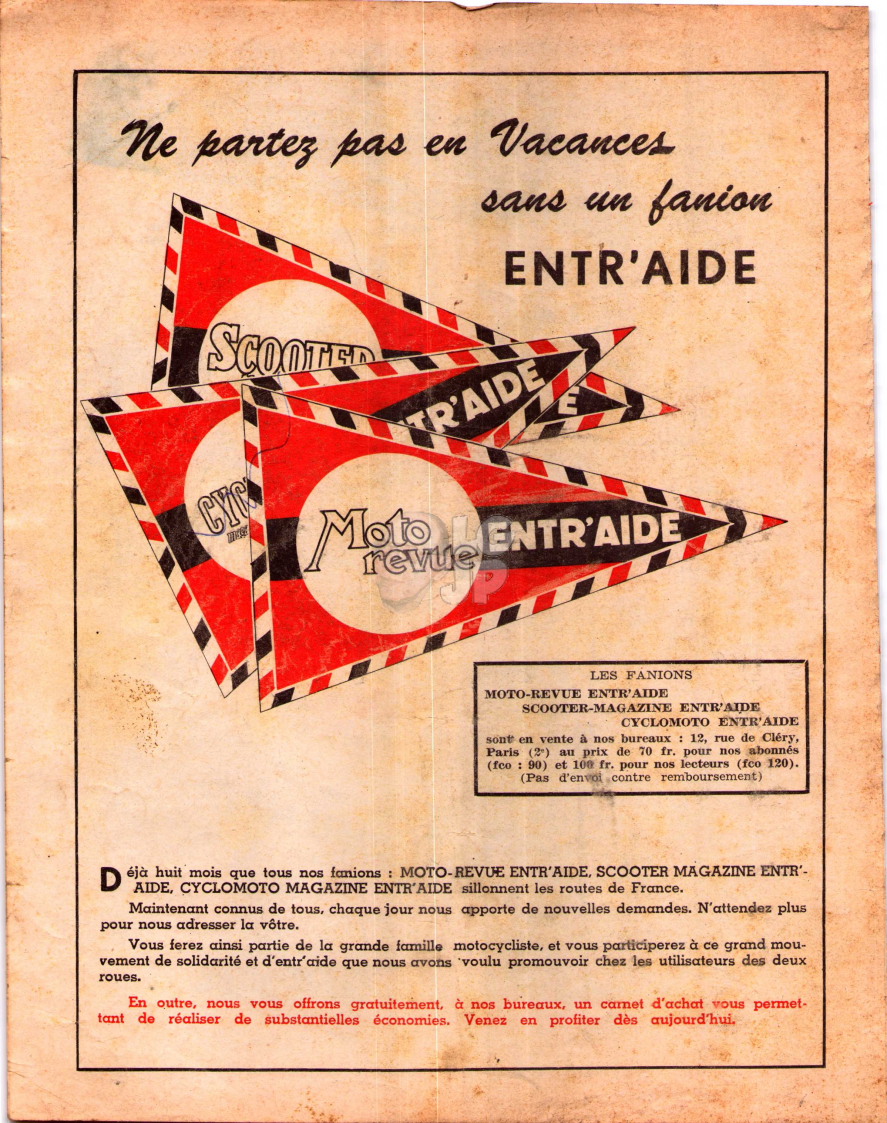 Ne partez pas en Vacances
sans un fanion
ENTR'AIDE
SCOOTER
TR'AIDE
E
CYC
Moto
revue
ENTR'AIDE
LES FANIONS
MOTO-REVUE ENTR'AIDE
SCOOTER-MAGAZINE ENTR'AIDE
CYCLOMOTO ENTR'AIDE
sont en vente à nos bureaux : 12, rue de Cléry,
Paris (2e) au prix de 70 fr. pour nos abonnés
(fco : 90) et 100 fr. pour nos lecteurs (fco 120).
(Pas d'envoi contre remboursement)
Déjà huit mois que tous nos fanions : MOTO-REVUE ENTR'AIDE, SCOOTER MAGAZINE ENTR'-
AIDE, CYCLOMOTO MAGAZINE ENTR'AIDE sillonnent les routes de France.
Maintenant connus de tous, chaque jour nous apporte de nouvelles demandes. N'attendez plus
pour nous adresser la vôtre.
Vous ferez ainsi partie de la grande famille motocycliste, et vous participerez à ce grand mou-
vement de solidarité et d'entr'aide que nous avons voulu promouvoir chez les utilisateurs des deux
roues.
En outre, nous vous offrons gratuitement, à nos bureaux, un carnet d'achat vous permet-
tant de réaliser de substantielles économies. Venez en profiter dès aujourd'hui.